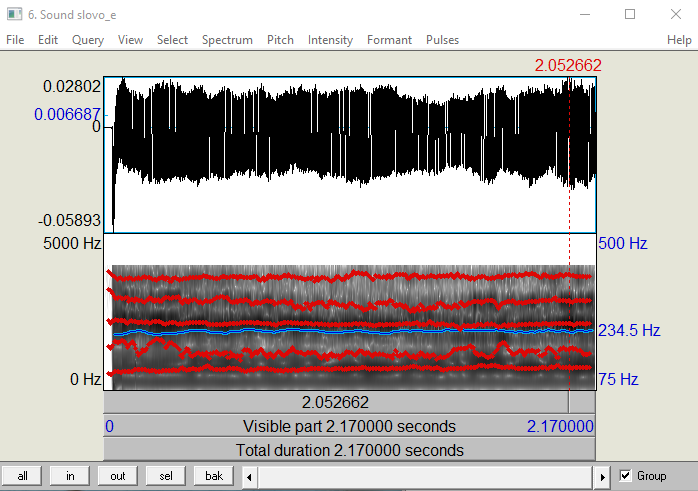 6. Sound slovo_e
File Edit Query View Select Spectrum Pitch Intensity Formant Pulses Help
2.052662
0.02802
0.006687
0
-0.05893
5000 Hz 500 Hz
234.5 Hz
0 Hz 75 Hz
2.052662
0 Visible part 2.170000 seconds 2.170000
Total duration 2.170000 seconds
all in out sel bak Group